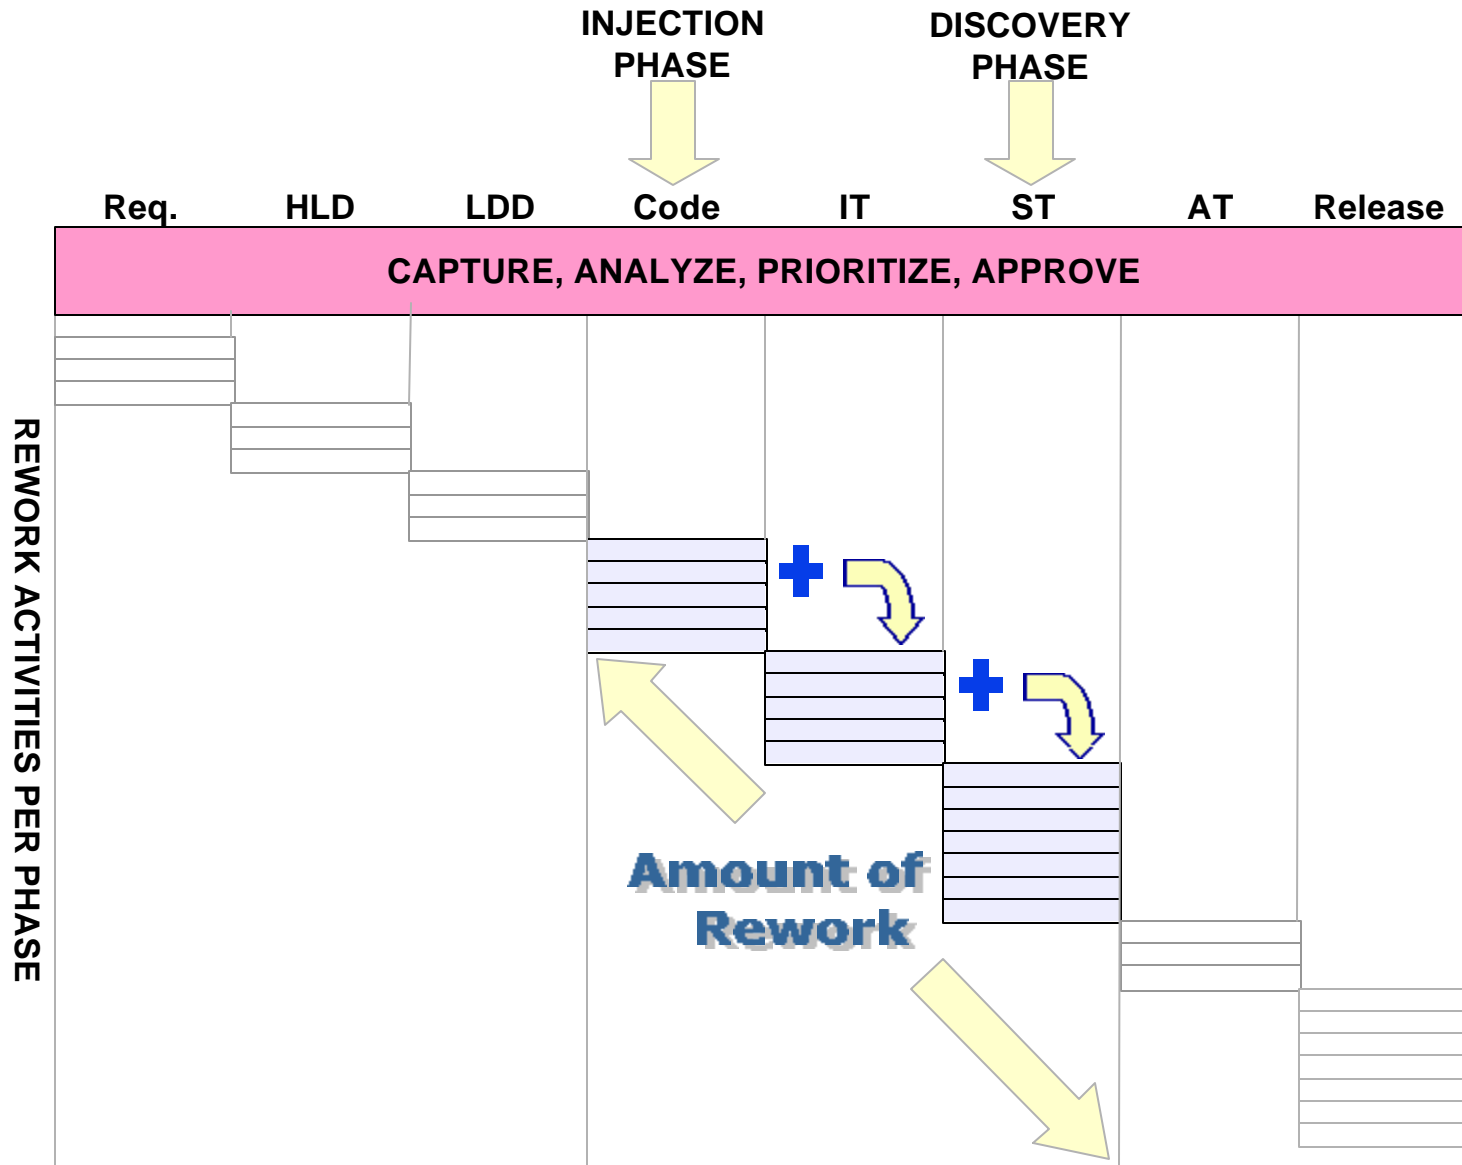 INJECTION
PHASE
DISCOVERY
PHASE
Req. HLD LDD Code IT ST AT Release
CAPTURE, ANALYZE, PRIORITIZE, APPROVE
REWORK ACTIVITIES PER PHASE
Amount of
Rework